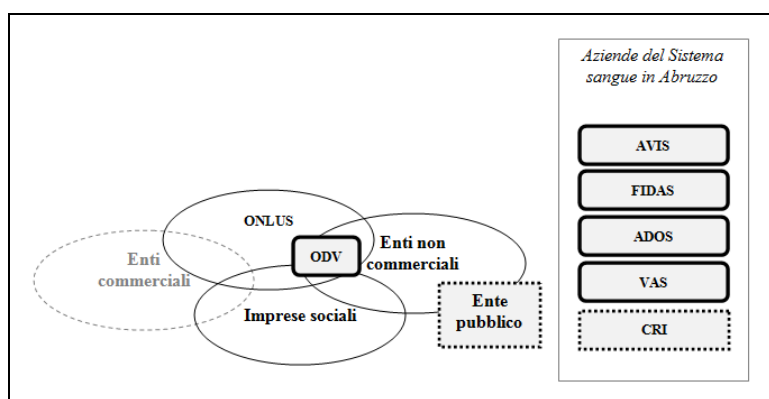 Aziende del Sistema
sangue in Abruzzo
AVIS
FIDAS
ADOS
VAS
CRI
ONLUS
ODV
Enti non
commerciali
Enti
commerciali
Imprese sociali
Ente
pubblico